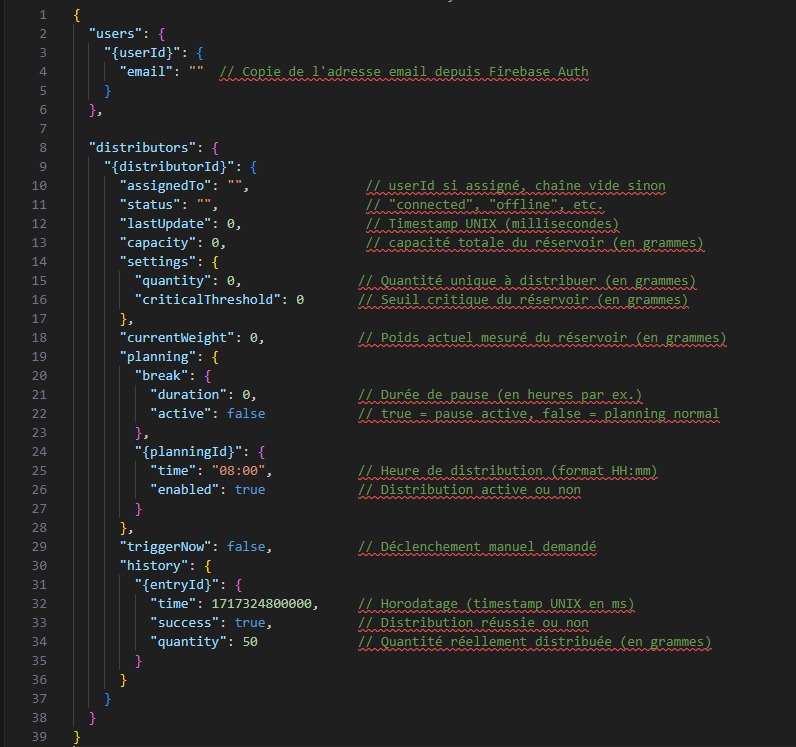 1 {
2 "users": {
3 "{userId}": {
4 "email": "" // Copie de l'adresse email depuis Firebase Auth
5 }
6 },
7
8 "distributors": {
9 "{distributorId}": {
10 "assignedTo": "", // userId si assigné, chaîne vide sinon
11 "status": "", // "connected", "offline", etc.
12 "lastUpdate": 0, // Timestamp UNIX (millisecondes)
13 "capacity": 0, // capacité totale du réservoir (en grammes)
14 "settings": {
15 "quantity": 0, // Quantité unique à distribuer (en grammes)
16 "criticalThreshold": 0 // Seuil critique du réservoir (en grammes)
17 },
18 "currentWeight": 0, // Poids actuel mesuré du réservoir (en grammes)
19 "planning": {
20 "break": {
21 "duration": 0, // Durée de pause (en heures par ex.)
22 "active": false // true = pause active, false = planning normal
23 },
24 "{planningId}": {
25 "time": "08:00", // Heure de distribution (format HH:mm)
26 "enabled": true // Distribution active ou non
27 }
28 },
29 "triggerNow": false, // Déclenchement manuel demandé
30 "history": {
31 "{entryId}": {
32 "time": 1717324800000, // Horodatage (timestamp UNIX en ms)
33 "success": true, // Distribution réussie ou non
34 "quantity": 50 // Quantité réellement distribuée (en grammes)
35 }
36 }
37 }
38 }
39 }